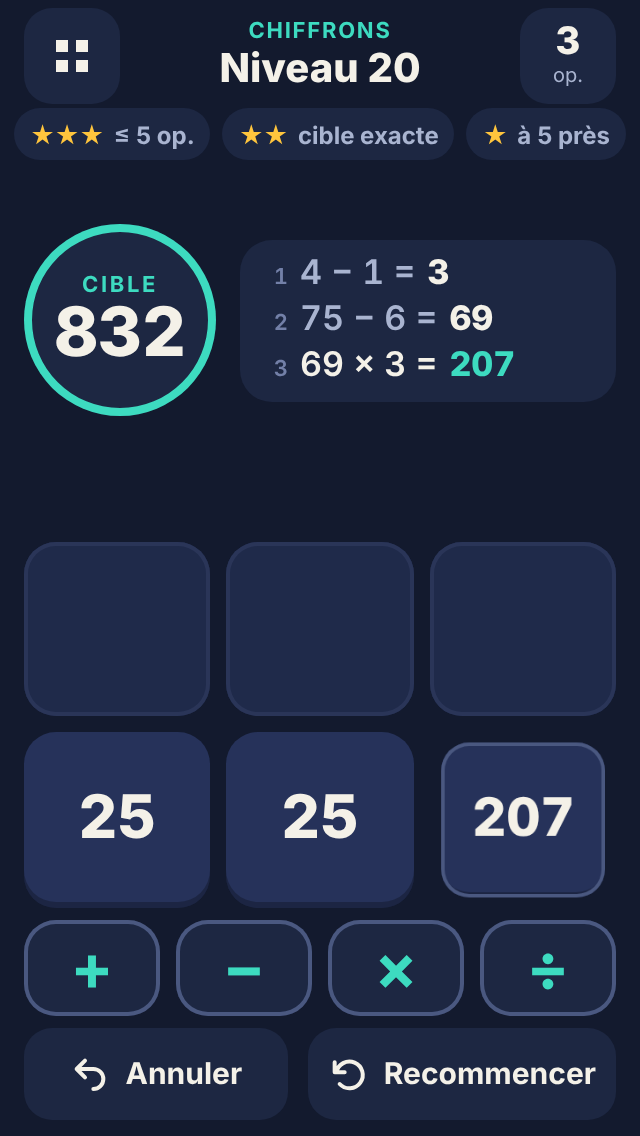 CHIFFRONS
Niveau 20
3
op.
★★★ ≤ 5 op.
★★ cible exacte
★ à 5 près
CIBLE
832
1 4 − 1 = 3
2 75 − 6 = 69
3 69 × 3 = 207
25 25 207
+ − × ÷
Annuler Recommencer